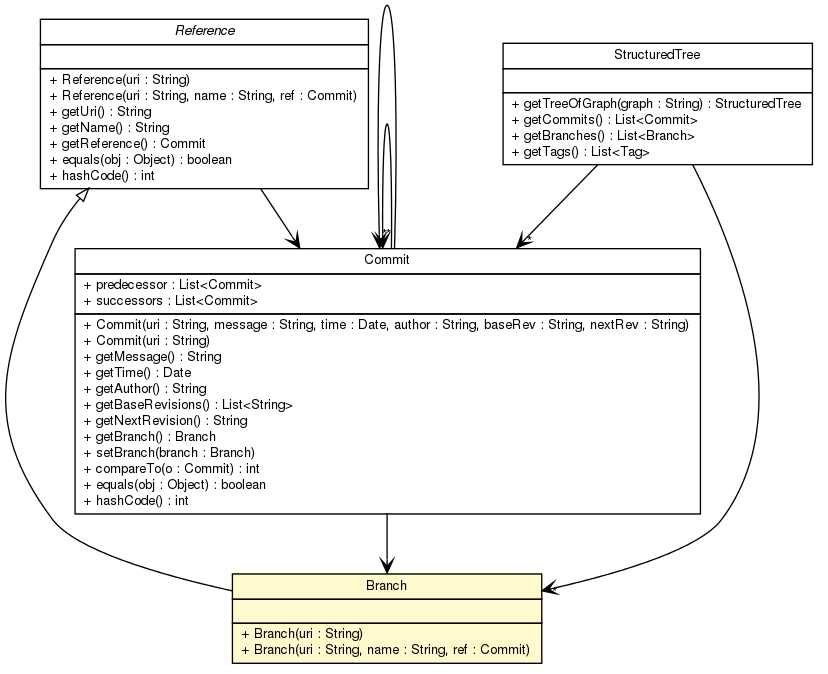 Reference
+ Reference(uri : String)
+ Reference(uri : String, name : String, ref : Commit)
+ getUri() : String
+ getName() : String
+ getReference() : Commit
+ equals(obj : Object) : boolean
+ hashCode() : int
StructuredTree
+ getTreeOfGraph(graph : String) : StructuredTree
+ getCommits() : List<Commit>
+ getBranches() : List<Branch>
+ getTags() : List<Tag>
*
*
*
Commit
+ predecessor : List<Commit>
+ successors : List<Commit>
+ Commit(uri : String, message : String, time : Date, author : String, baseRev : String, nextRev : String)
+ Commit(uri : String)
+ getMessage() : String
+ getTime() : Date
+ getAuthor() : String
+ getBaseRevisions() : List<String>
+ getNextRevision() : String
+ getBranch() : Branch
+ setBranch(branch : Branch)
+ compareTo(o : Commit) : int
+ equals(obj : Object) : boolean
+ hashCode() : int
*
Branch
+ Branch(uri : String)
+ Branch(uri : String, name : String, ref : Commit)